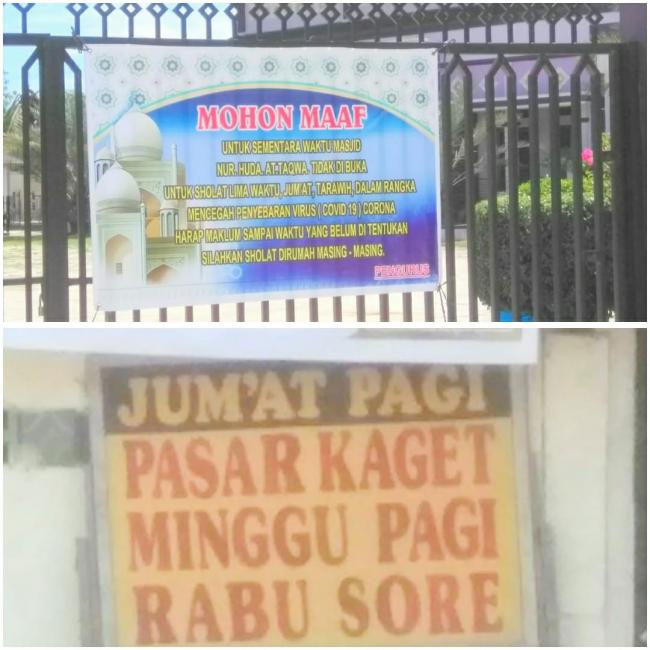 MOHON MAAF
UNTUK SEMENTARA WAKTU MASJID
NUR. HUDA. AT.TAQWA. TIDAK DI BUKA
UNTUK SHOLAT LIMA WAKTU, JUM'AT, TARAWIH, DALAM RANGKA
MENCEGAH PENYEBARAN VIRUS ( COVID 19 ) CORONA
HARAP MAKLUM SAMPAI WAKTU YANG BELUM DI TENTUKAN
SILAHKAN SHOLAT DIRUMAH MASING - MASING.
PENGURUS
JUM'AT PAGI
PASAR KAGET
MINGGU PAGI
RABU SORE